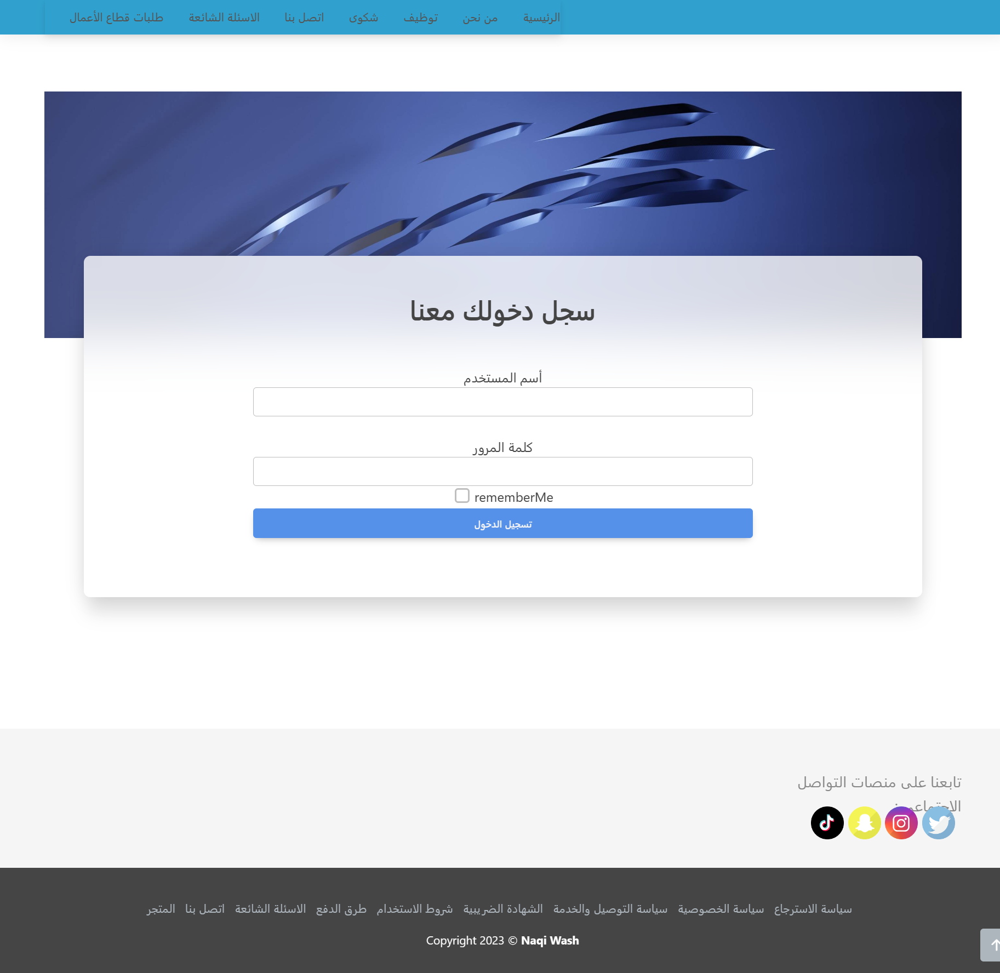 الرئيسية من نحن توظيف شكوى اتصل بنا الاسئلة الشائعة طلبات قطاع الأعمال
سجل دخولك معنا
أسم المستخدم
كلمة المرور
rememberMe
تسجيل الدخول
تابعنا على منصات التواصل
الاجتماعي :
سياسة الاسترجاع سياسة الخصوصية سياسة التوصيل والخدمة الشهادة الضريبية شروط الاستخدام طرق الدفع الاسئلة الشائعة اتصل بنا المتجر
Copyright 2023 © Naqi Wash